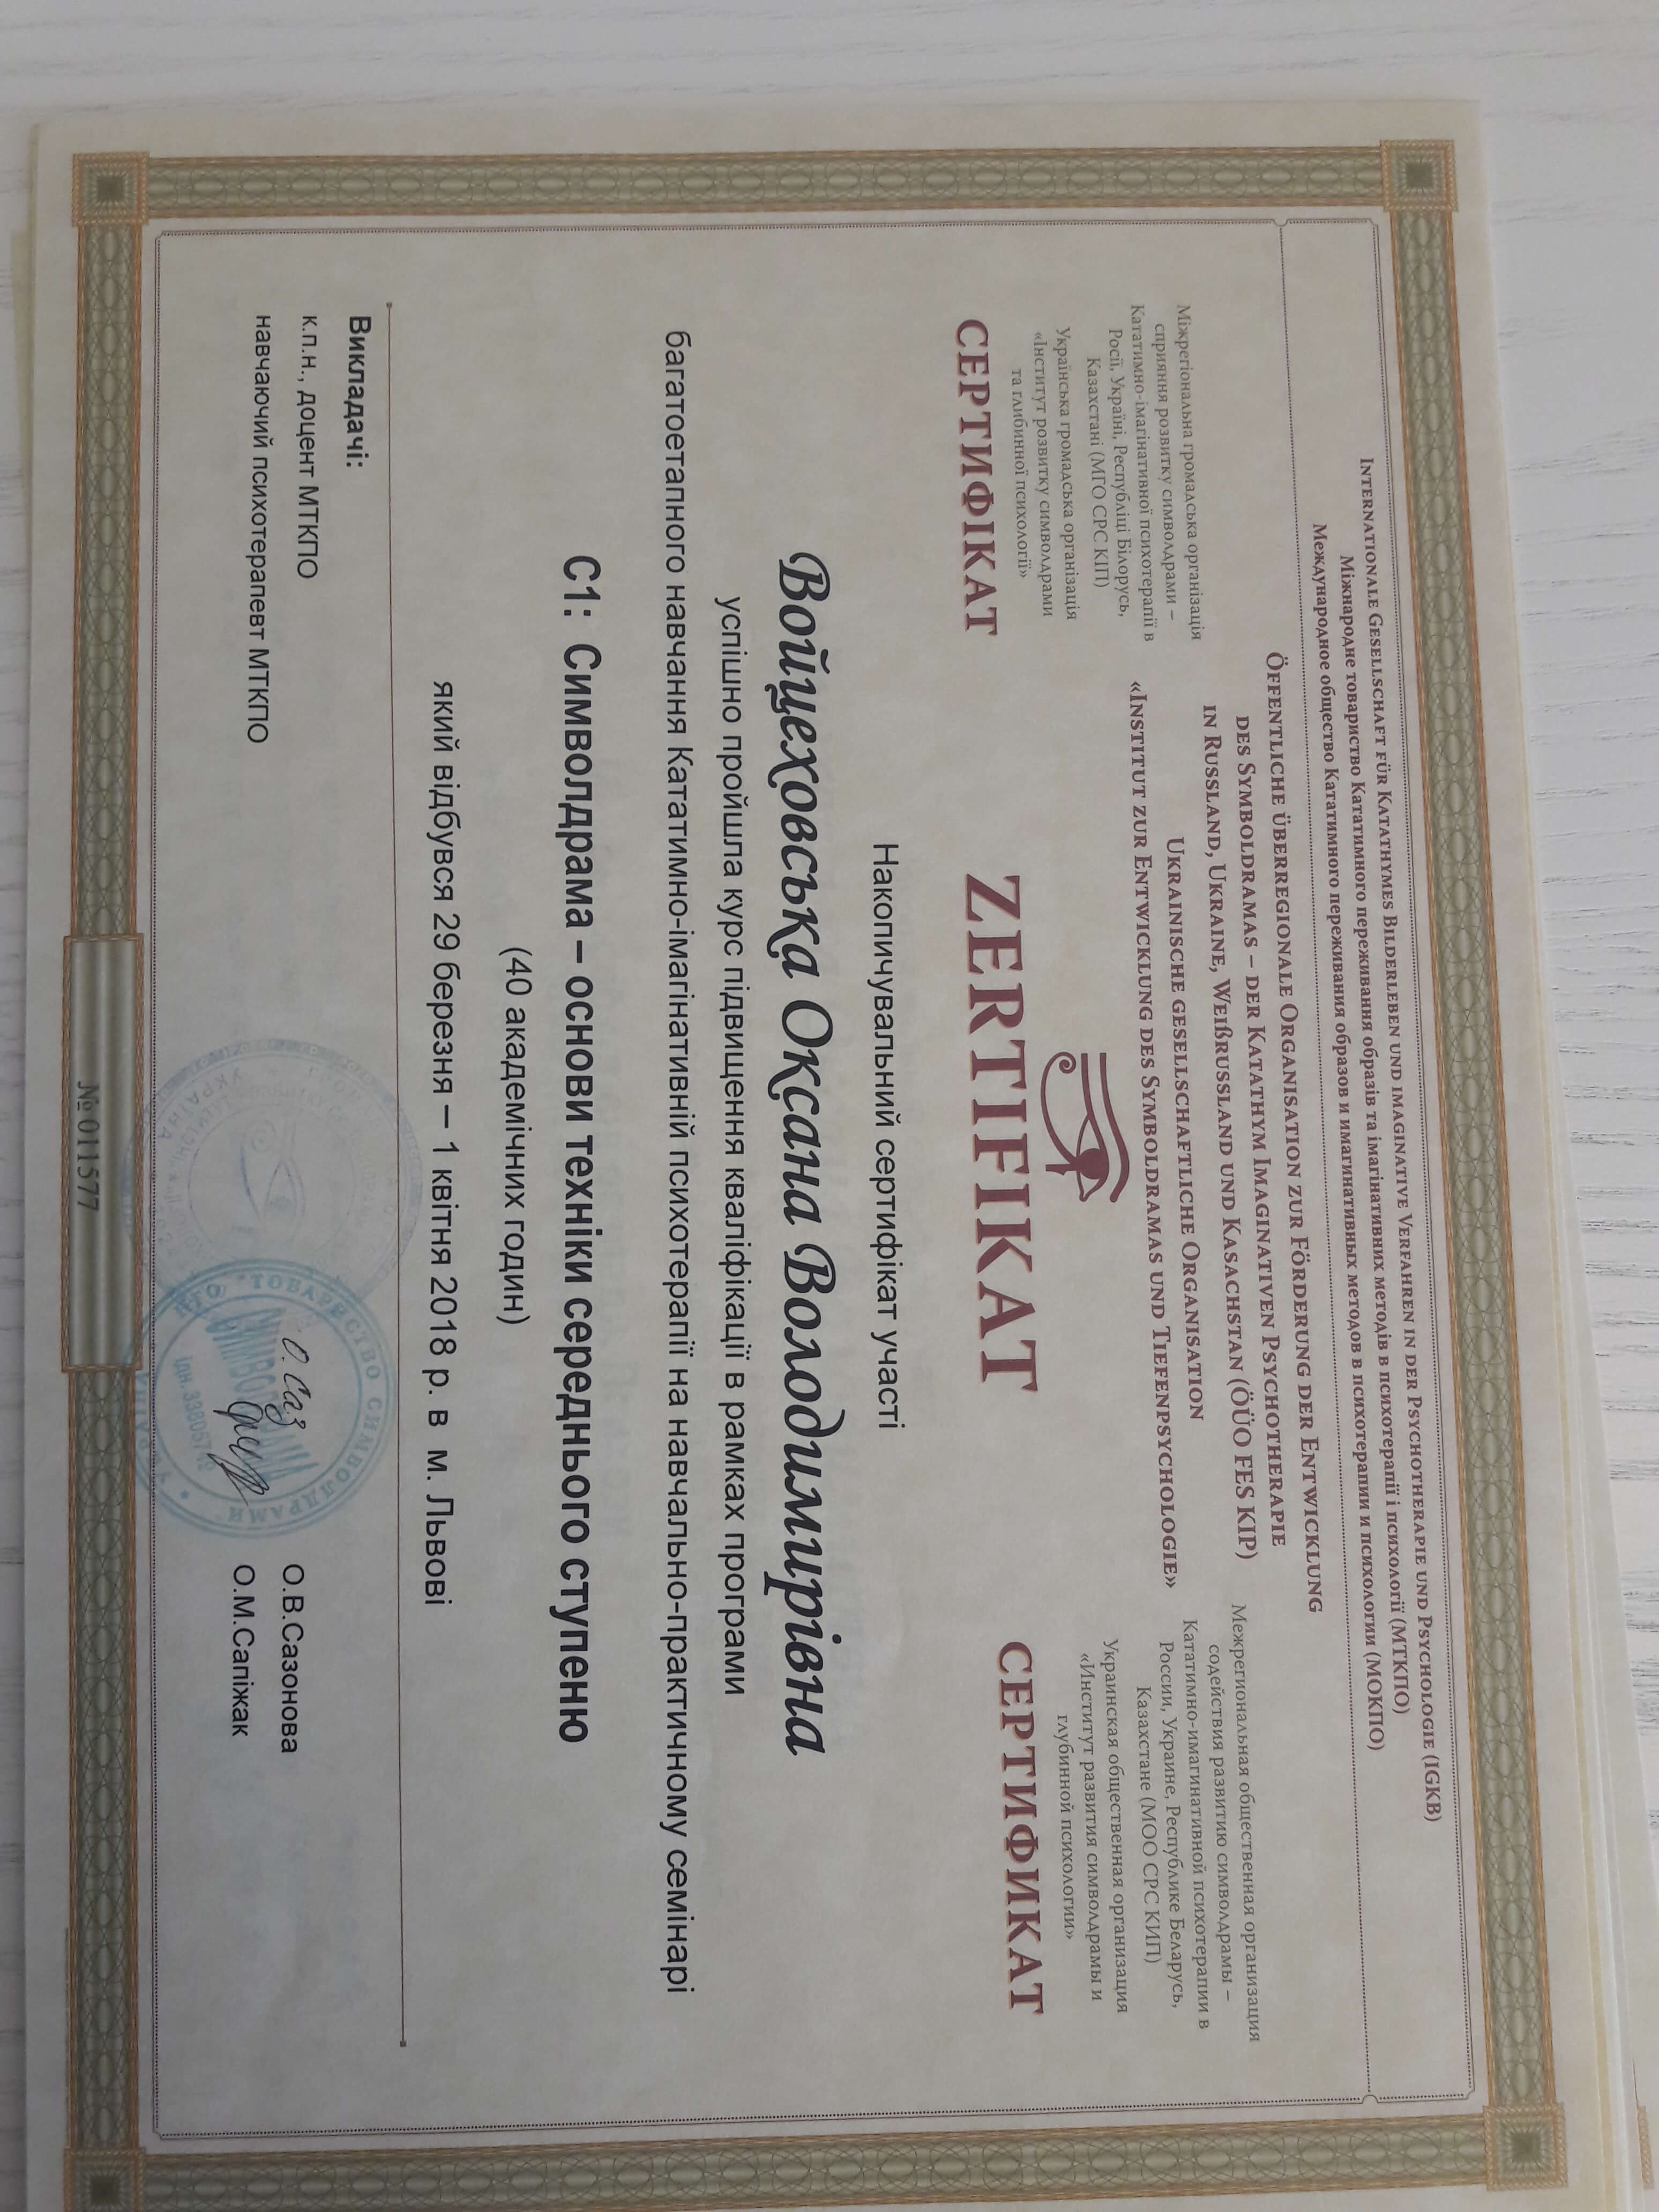 Internationale Gesellschaft für Katathymes Bilderleben und imaginative Verfahren in der Psychotherapie und Psychologie (IGKB)
Міжнародне товариство Кататимного переживання образів та імагінативних методів в психотерапії і психології (МТКПО)
Международное общество Кататимного переживания образов и имагинативных методов в психотерапии и психологии (МОКПО)
Öffentliche überregionale Organisation zur Förderung der Entwicklung
des Symboldramas – der Katathym Imaginativen Psychotherapie
in Russland, Ukraine, Weißrussland und Kasachstan (ÖÜO FES KIP)
Ukrainische gesellschaftliche Organisation
«Institut zur Entwicklung des Symboldramas und Tiefenpsychologie»
Міжрегіональна громадська організація
сприяння розвитку символдрами –
Кататимно-імагінативної психотерапії в
Росії, Україні, Республіці Білорусь,
Казахстані (МГО СРС КІП)
Українська громадська організація
«Інститут розвитку символдрами
та глибинної психології»
Межрегиональная общественная организация
содействия развитию символдрамы –
Кататимно-имагинативной психотерапии в
России, Украине, Республике Беларусь,
Казахстане (МОО СРС КИП)
Украинская общественная организация
«Институт развития символдрамы и
глубинной психологии»
СЕРТИФІКАТ
ZERTIFIKAT
СЕРТИФИКАТ
Накопичувальний сертифікат участі
Войцеховська Оксана Володимирівна
успішно пройшла курс підвищення кваліфікації в рамках програми
багатоетапного навчання Кататимно-імагінативній психотерапії на навчально-практичному семінарі
С1: Символдрама – основи техніки середнього ступеню
(40 академічних годин)
який відбувся 29 березня – 1 квітня 2018 р. в м. Львові
Викладачі:
к.п.н., доцент МТКПО
О.В.Сазонова
навчаючий психотерапевт МТКПО
О.М.Сапіжак
ТОВАРИСТВО СИМВОЛДРАМИ
УКРАЇНА
№ 011577